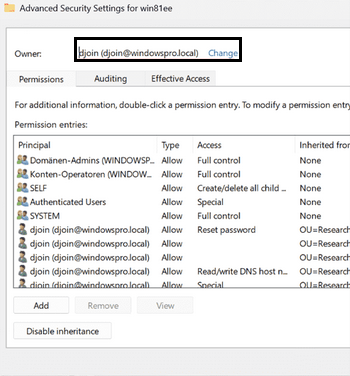 Advanced Security Settings for win81ee
Owner: djoin (djoin@windowspro.local) Change
Permissions Auditing Effective Access
For additional information, double-click a permission entry. To modify a permission entry
Permission entries:
Principal Type Access Inherited from
Domänen-Admins (WINDOWSP... Allow Full control None
Konten-Operatoren (WINDOW... Allow Full control None
SELF Allow Create/delete all child ... None
Authenticated Users Allow Special None
SYSTEM Allow Full control None
djoin (djoin@windowspro.local) Allow Reset password OU=Research
djoin (djoin@windowspro.local) Allow OU=Research
djoin (djoin@windowspro.local) Allow OU=Research
djoin (djoin@windowspro.local) Allow Read/write DNS host n... OU=Research
djoin (djoin@windowspro.local) Allow Special OU=Research
Add Remove View
Disable inheritance